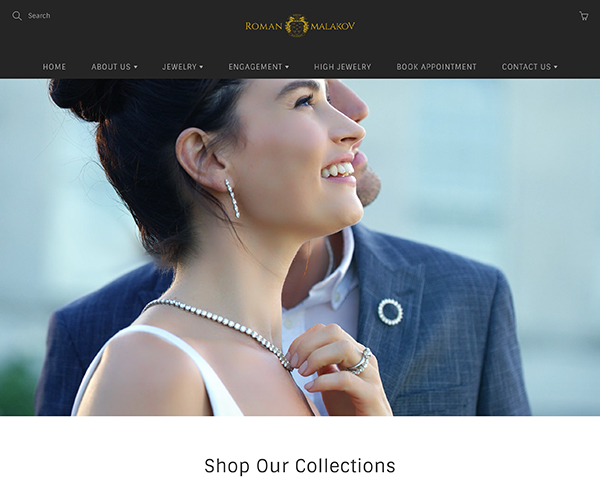 Search
ROMAN MALAKOV
HOME ABOUT US JEWELRY ENGAGEMENT HIGH JEWELRY BOOK APPOINTMENT CONTACT US
Shop Our Collections